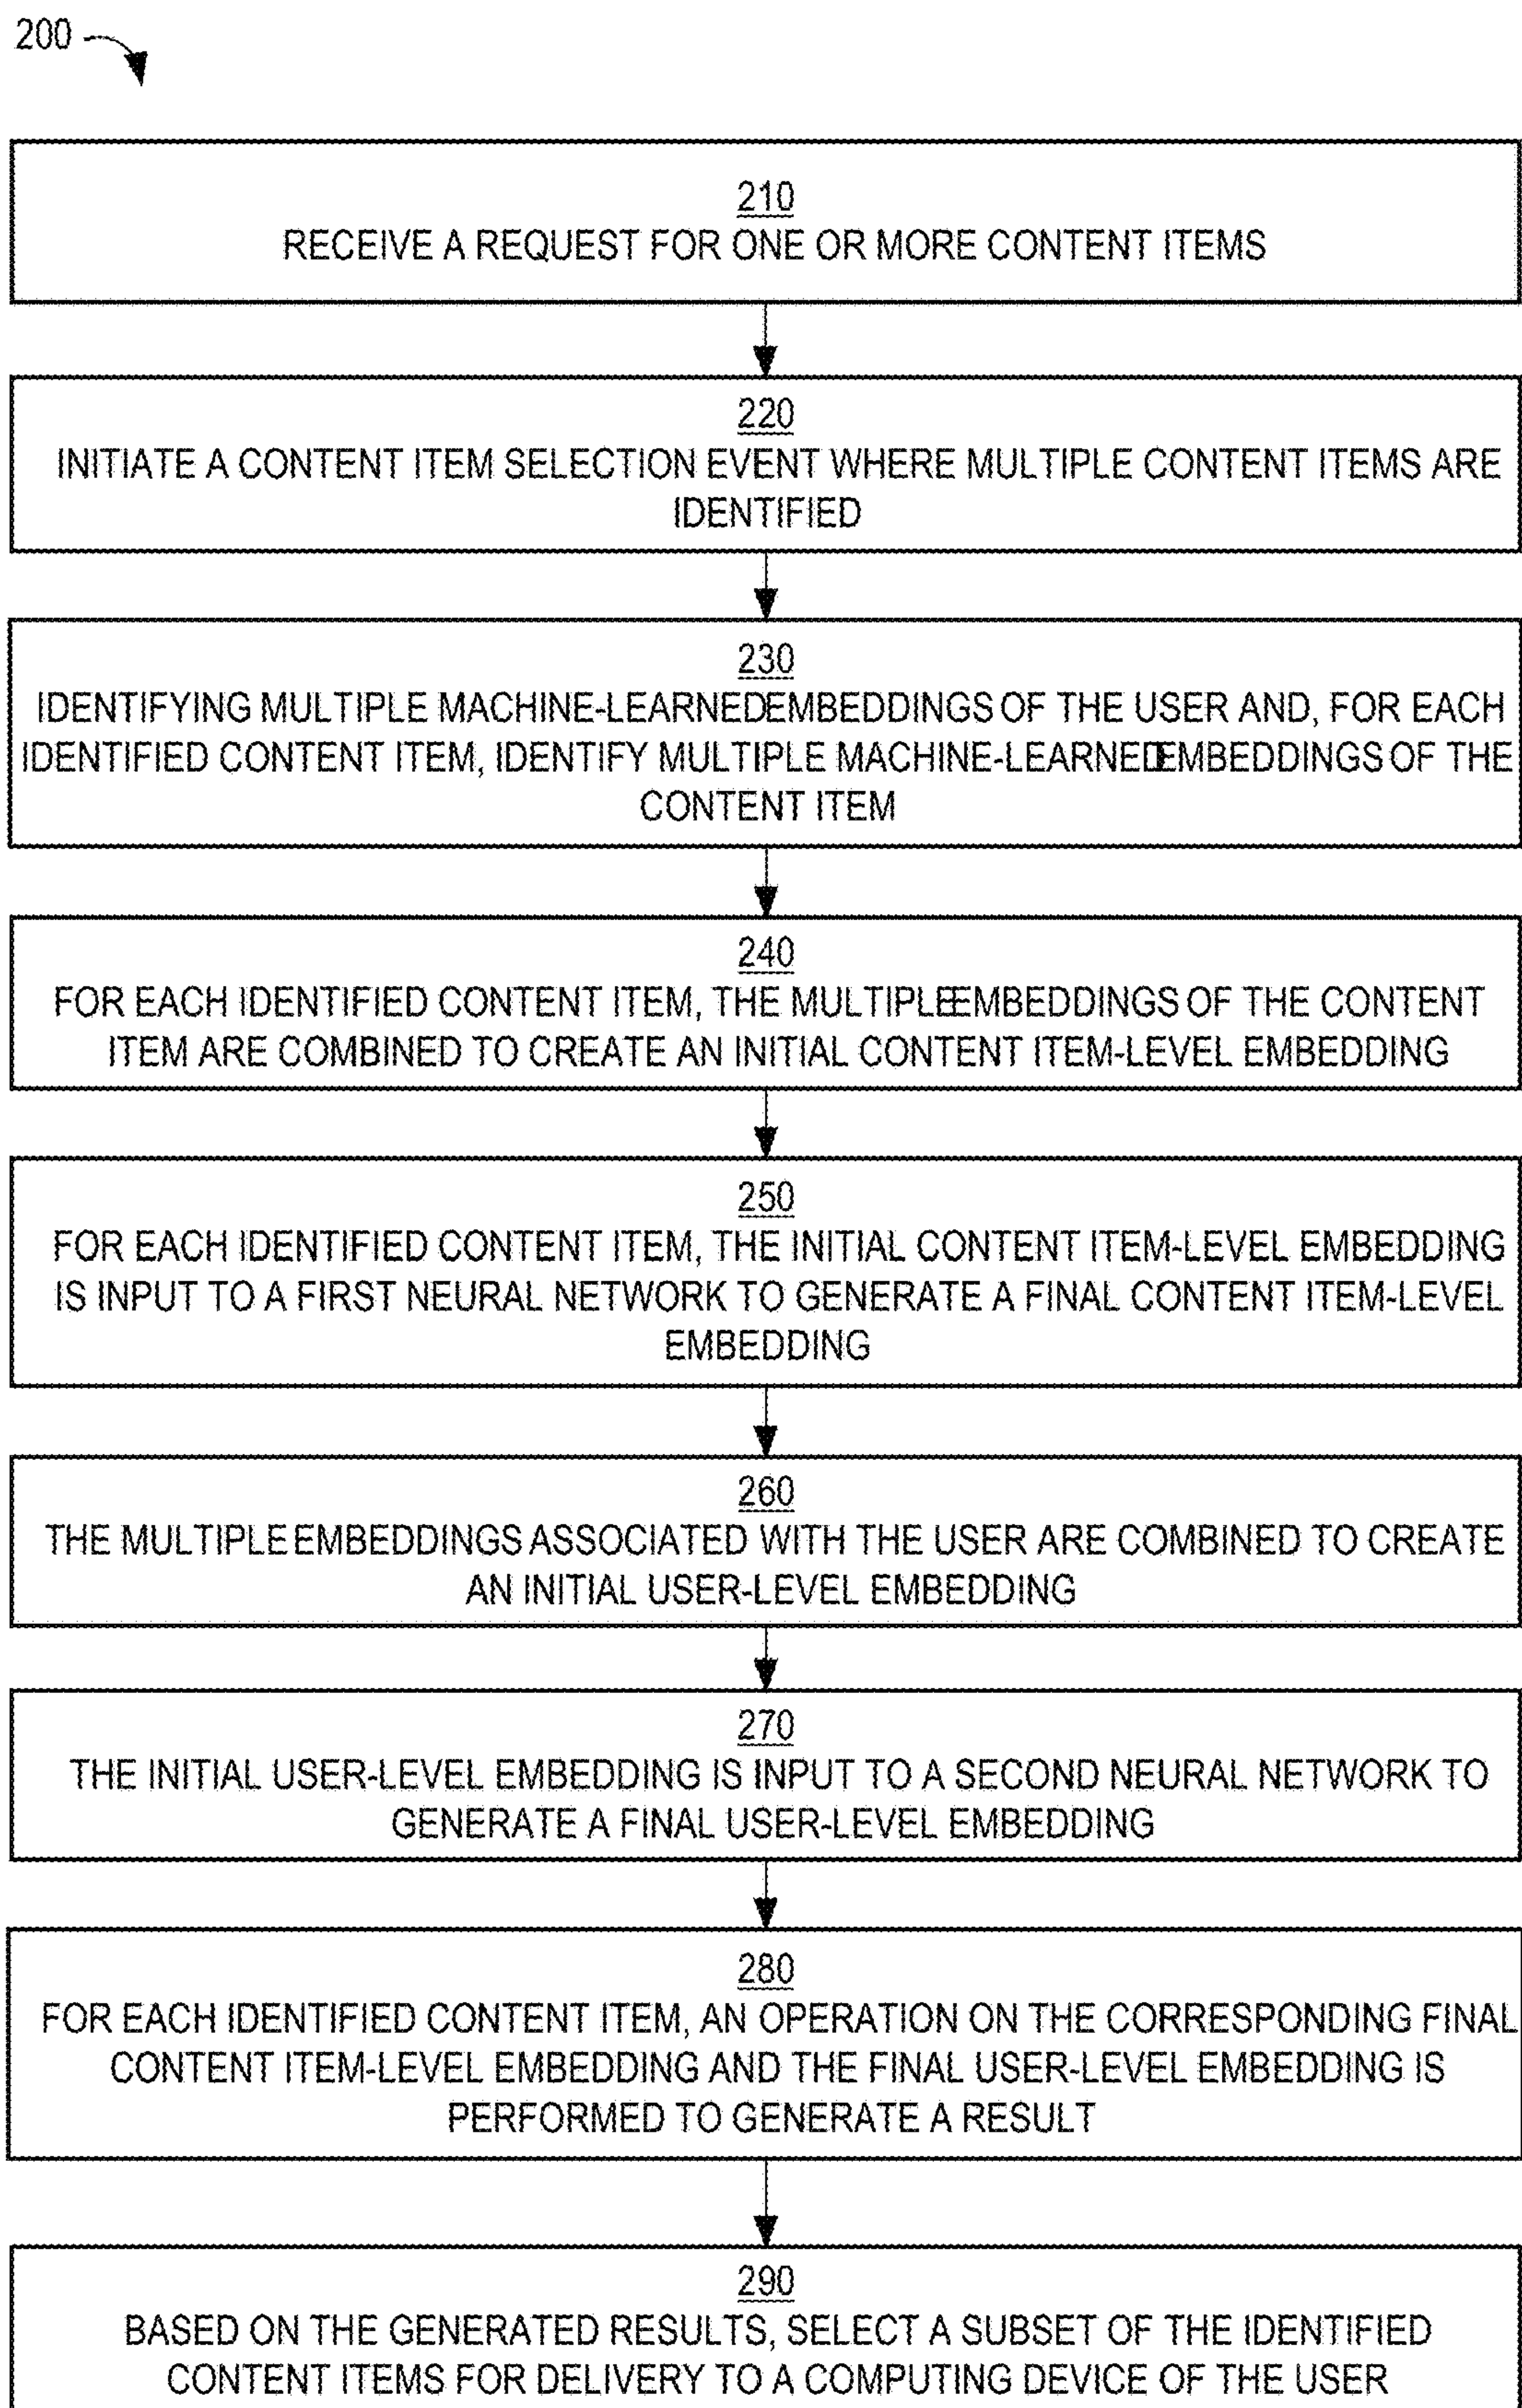 200
210
RECEIVE A REQUEST FOR ONE OR MORE CONTENT ITEMS
220
INITIATE A CONTENT ITEM SELECTION EVENT WHERE MULTIPLE CONTENT ITEMS ARE
IDENTIFIED
230
IDENTIFYING MULTIPLE MACHINE-LEARNED EMBEDDINGS OF THE USER AND, FOR EACH
IDENTIFIED CONTENT ITEM, IDENTIFY MULTIPLE MACHINE-LEARNED EMBEDDINGS OF THE
CONTENT ITEM
240
FOR EACH IDENTIFIED CONTENT ITEM, THE MULTIPLE EMBEDDINGS OF THE CONTENT
ITEM ARE COMBINED TO CREATE AN INITIAL CONTENT ITEM-LEVEL EMBEDDING
250
FOR EACH IDENTIFIED CONTENT ITEM, THE INITIAL CONTENT ITEM-LEVEL EMBEDDING
IS INPUT TO A FIRST NEURAL NETWORK TO GENERATE A FINAL CONTENT ITEM-LEVEL
EMBEDDING
260
THE MULTIPLE EMBEDDINGS ASSOCIATED WITH THE USER ARE COMBINED TO CREATE
AN INITIAL USER-LEVEL EMBEDDING
270
THE INITIAL USER-LEVEL EMBEDDING IS INPUT TO A SECOND NEURAL NETWORK TO
GENERATE A FINAL USER-LEVEL EMBEDDING
280
FOR EACH IDENTIFIED CONTENT ITEM, AN OPERATION ON THE CORRESPONDING FINAL
CONTENT ITEM-LEVEL EMBEDDING AND THE FINAL USER-LEVEL EMBEDDING IS
PERFORMED TO GENERATE A RESULT
290
BASED ON THE GENERATED RESULTS, SELECT A SUBSET OF THE IDENTIFIED
CONTENT ITEMS FOR DELIVERY TO A COMPUTING DEVICE OF THE USER